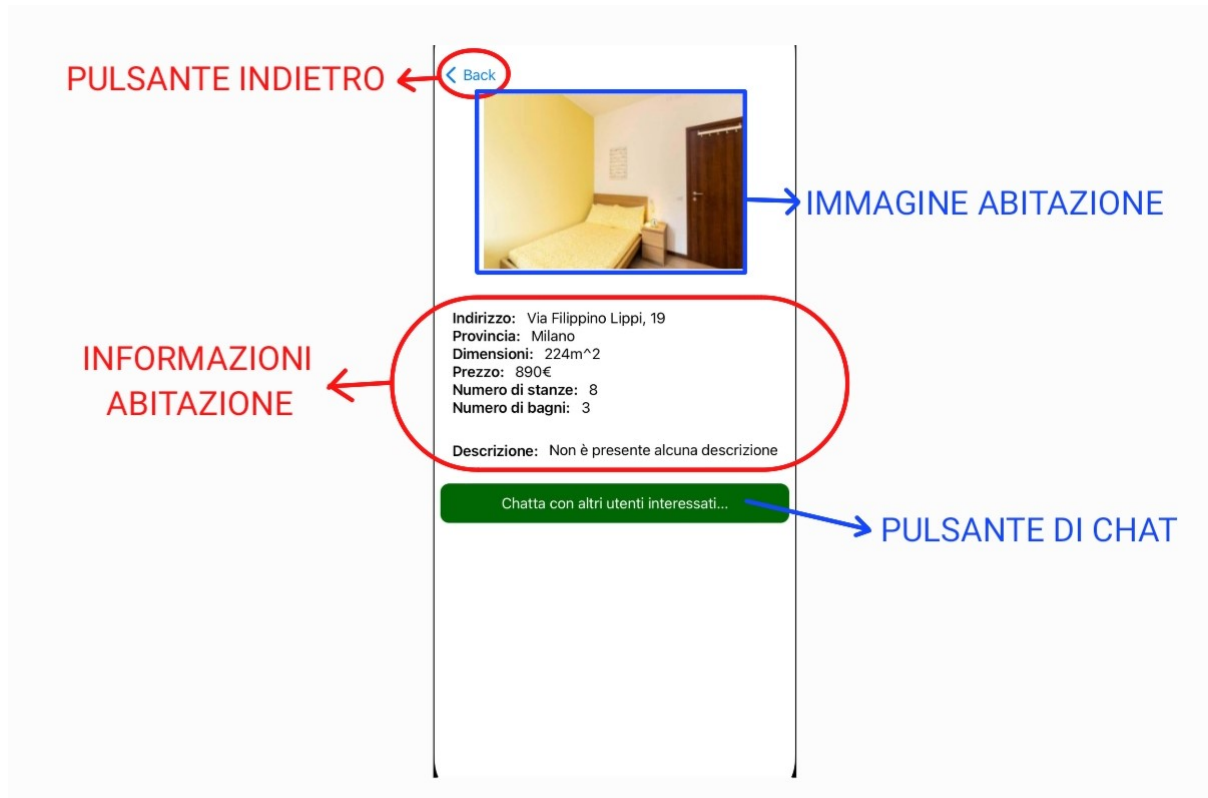 PULSANTE INDIETRO
Back
IMMAGINE ABITAZIONE
INFORMAZIONI
ABITAZIONE
Indirizzo: Via Filippino Lippi, 19
Provincia: Milano
Dimensioni: 224m^2
Prezzo: 890€
Numero di stanze: 8
Numero di bagni: 3
Descrizione: Non è presente alcuna descrizione
Chatta con altri utenti interessati...
PULSANTE DI CHAT